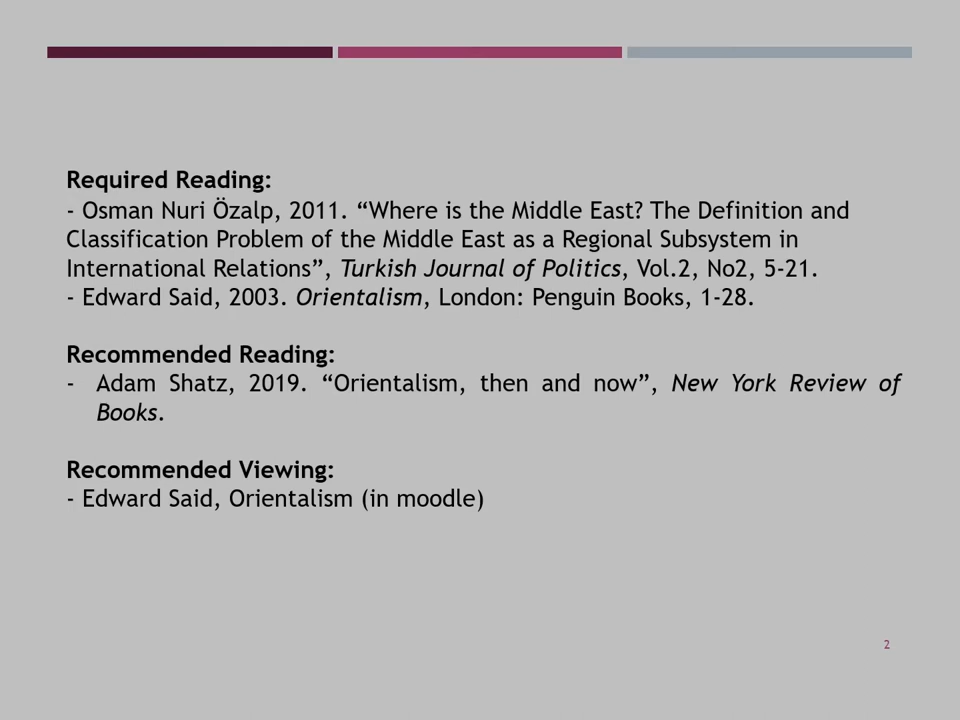 Required Reading:
- Osman Nuri Özalp, 2011. “Where is the Middle East? The Definition and
Classification Problem of the Middle East as a Regional Subsystem in
International Relations”, Turkish Journal of Politics, Vol.2, No2, 5-21.
- Edward Said, 2003. Orientalism, London: Penguin Books, 1-28.
Recommended Reading:
- Adam Shatz, 2019. “Orientalism, then and now”, New York Review of
Books.
Recommended Viewing:
- Edward Said, Orientalism (in moodle)
2